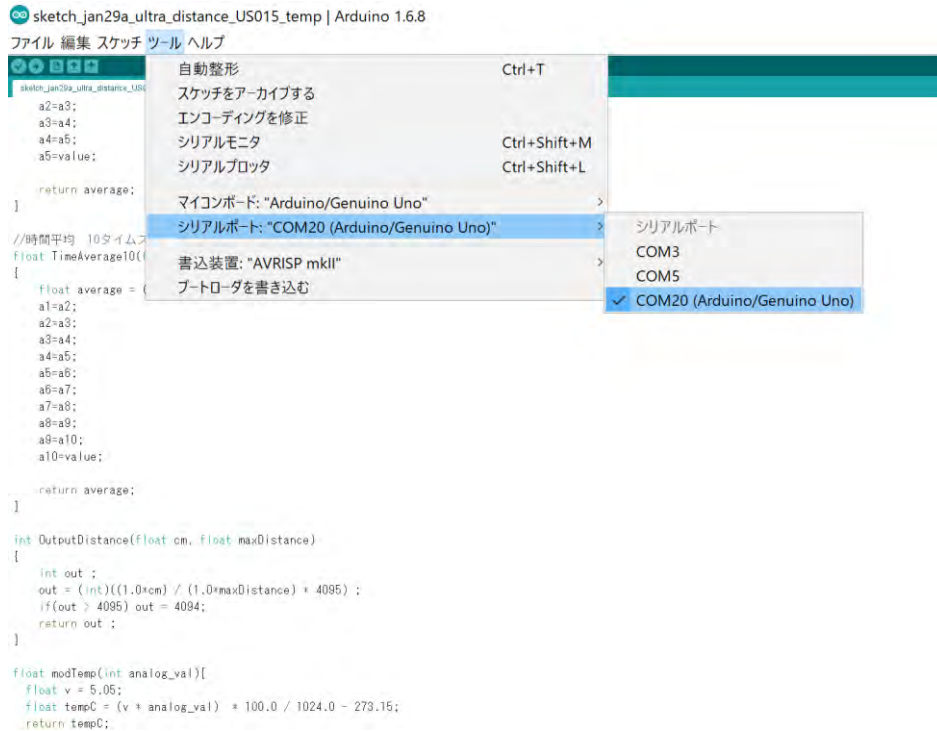 sketch_jan29a_ultra_distance_US015_temp | Arduino 1.6.8
ファイル 編集 スケッチ ツール ヘルプ
自動整形 Ctrl+T
スケッチをアーカイブする
エンコーディングを修正
シリアルモニタ Ctrl+Shift+M
シリアルプロッタ Ctrl+Shift+L
マイコンボード: "Arduino/Genuino Uno"
シリアルポート: "COM20 (Arduino/Genuino Uno)"
書込装置: "AVRISP mkII"
ブートローダを書き込む
シリアルポート
COM3
COM5
COM20 (Arduino/Genuino Uno)
sketch_jan29a_ultra_distance_US0
a2=a3;
a3=a4;
a4=a5;
a5=value;
return average;
}
//時間平均 10タイムス
float TimeAverage10(
{
float average = (
a1=a2;
a2=a3;
a3=a4;
a4=a5;
a5=a6;
a6=a7;
a7=a8;
a8=a9;
a9=a10;
a10=value;
return average;
}
int OutputDistance(float cm, float maxDistance)
{
int out ;
out = (int)((1.0*cm) / (1.0*maxDistance) * 4095) ;
if(out > 4095) out = 4094;
return out ;
}
float modTemp(int analog_val){
float v = 5.05;
float tempC = (v * analog_val) * 100.0 / 1024.0 - 273.15;
return tempC;